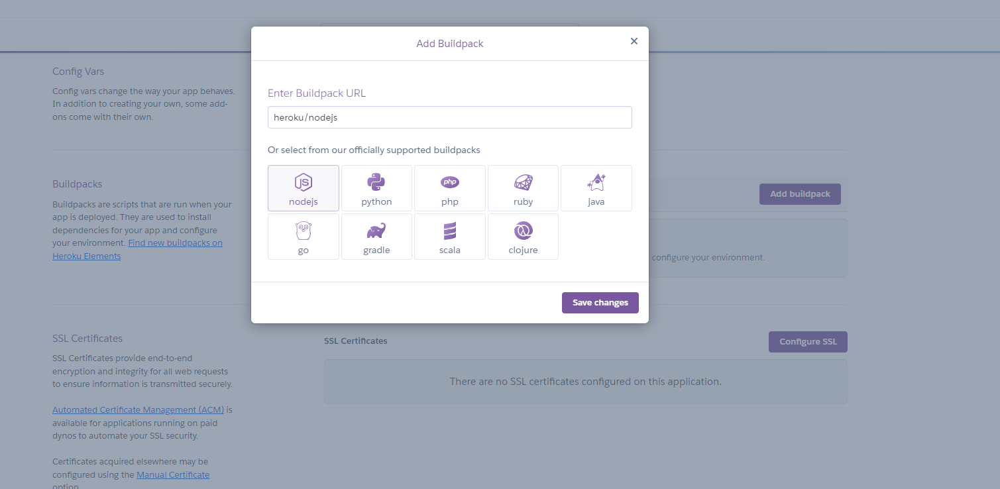 Add Buildpack
Enter Buildpack URL
heroku/nodejs
Or select from our officially supported buildpacks
JS
php
nodejs
python
php
ruby
java
go
gradle
scala
clojure
Save changes
Config Vars
Config vars change the way your app behaves.
In addition to creating your own, some add-
ons come with their own.
Buildpacks
Buildpacks are scripts that are run when your
app is deployed. They are used to install
dependencies for your app and configure
your environment. Find new buildpacks on
Heroku Elements
Add buildpack
configure your environment.
SSL Certificates
SSL Certificates provide end-to-end
encryption and integrity for all web requests
to ensure information is transmitted securely.
Automated Certificate Management (ACM) is
available for applications running on paid
dynos to automate your SSL security.
Certificates acquired elsewhere may be
configured using the Manual Certificate
option
SSL Certificates
Configure SSL
There are no SSL certificates configured on this application.